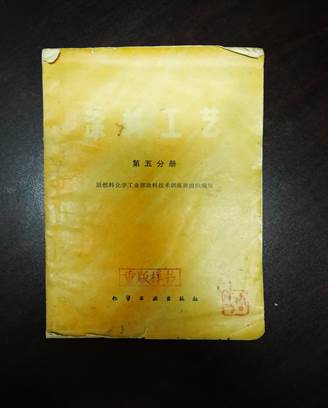 涂料工艺
第五分册
原燃料化学工业部涂料技术训练班组织编写
重版样书
化学工业出版社